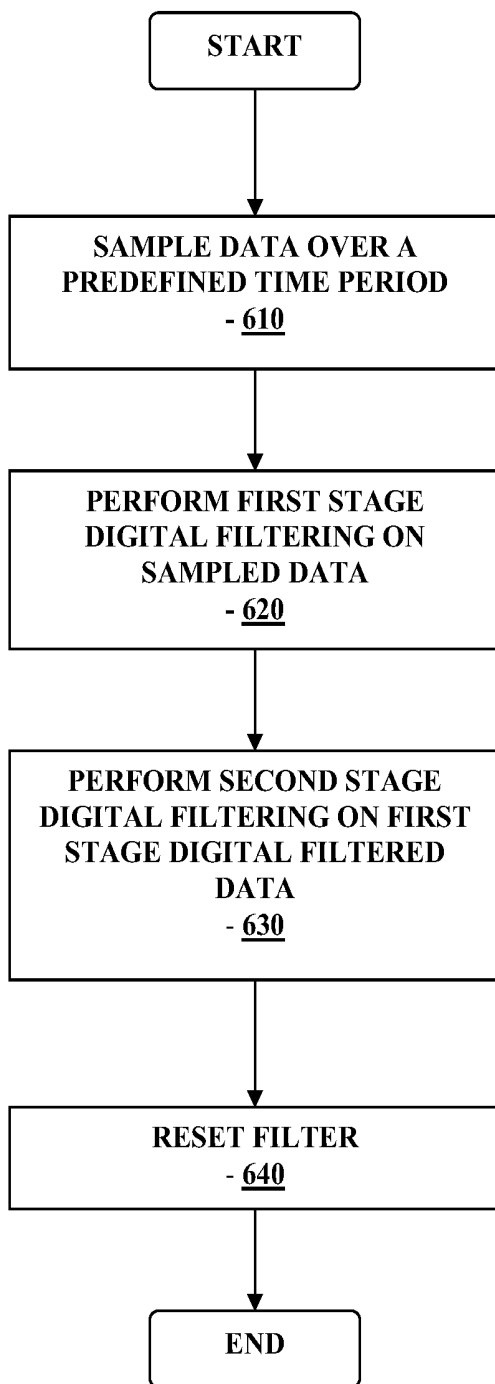 START
SAMPLE DATA OVER A
PREDEFINED TIME PERIOD
- 610
PERFORM FIRST STAGE
DIGITAL FILTERING ON
SAMPLED DATA
- 620
PERFORM SECOND STAGE
DIGITAL FILTERING ON FIRST
STAGE DIGITAL FILTERED
DATA
- 630
RESET FILTER
- 640
END